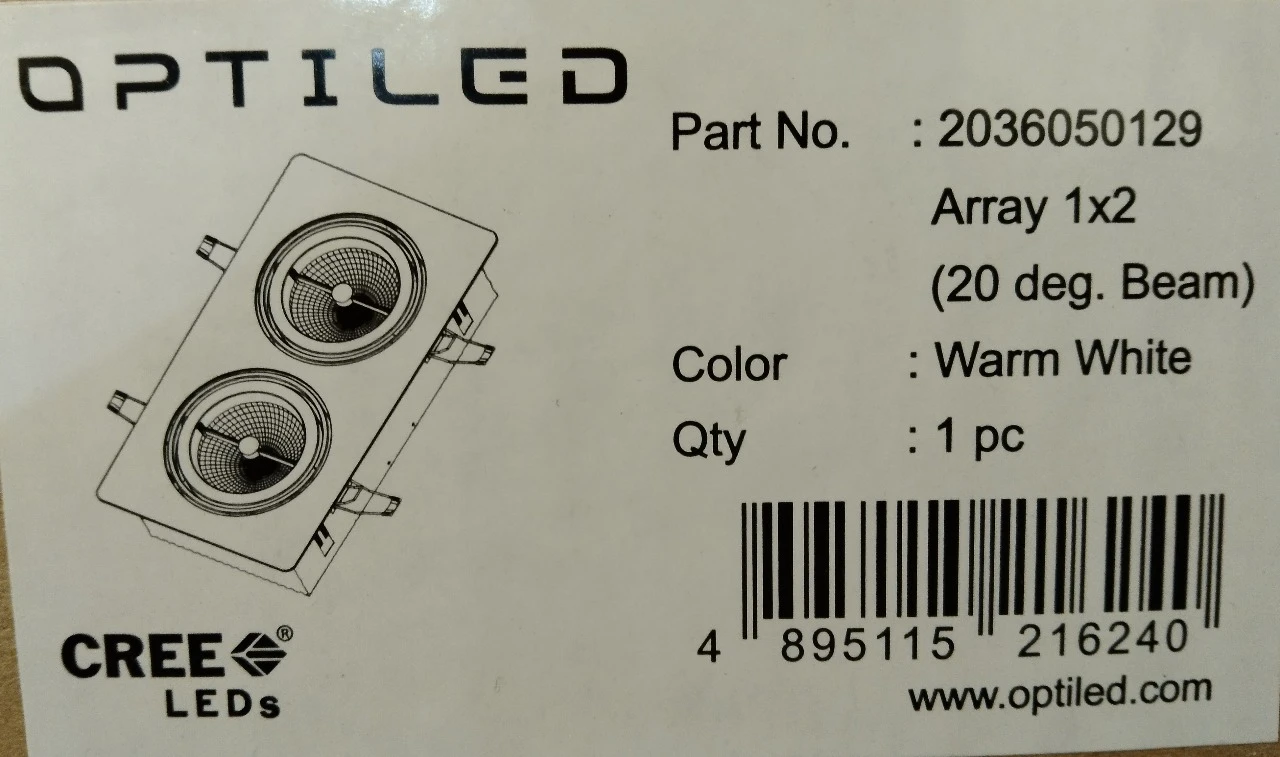 OPTILED
Part No. : 2036050129
Array 1x2
(20 deg. Beam)
Color : Warm White
Qty : 1 pc
CREE ®
LEDs
4 895115 216240
www.optiled.com